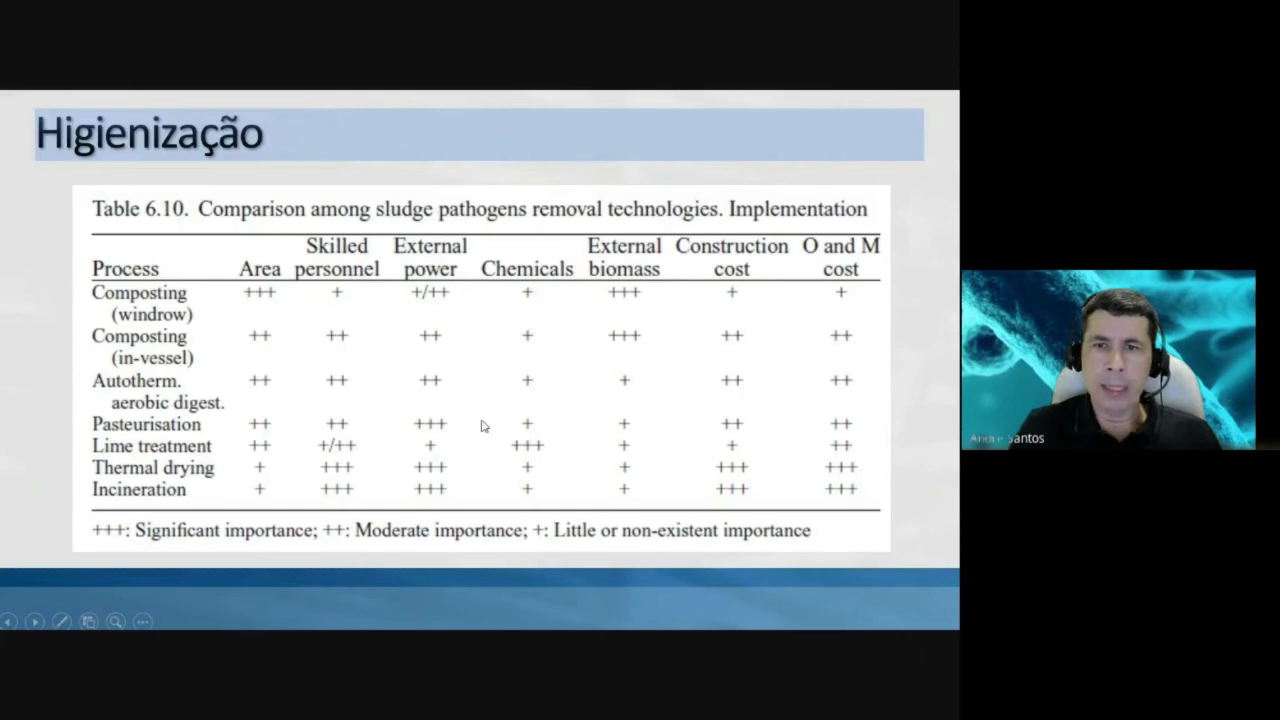 Higienização
Table 6.10. Comparison among sludge pathogens removal technologies. Implementation
Skilled External External Construction O and M
Process Area personnel power Chemicals biomass cost cost
Composting +++ + +/++ + +++ + +
(windrow)
Composting ++ ++ ++ + +++ ++ ++
(in-vessel)
Autotherm. ++ ++ ++ + + ++ ++
aerobic digest.
Pasteurisation ++ ++ +++ + + ++ ++
Lime treatment ++ +/++ + +++ + + ++
Thermal drying + +++ +++ + + +++ +++
Incineration + +++ +++ + + +++ +++
+++: Significant importance; ++: Moderate importance; +: Little or non-existent importance
Andre Santos